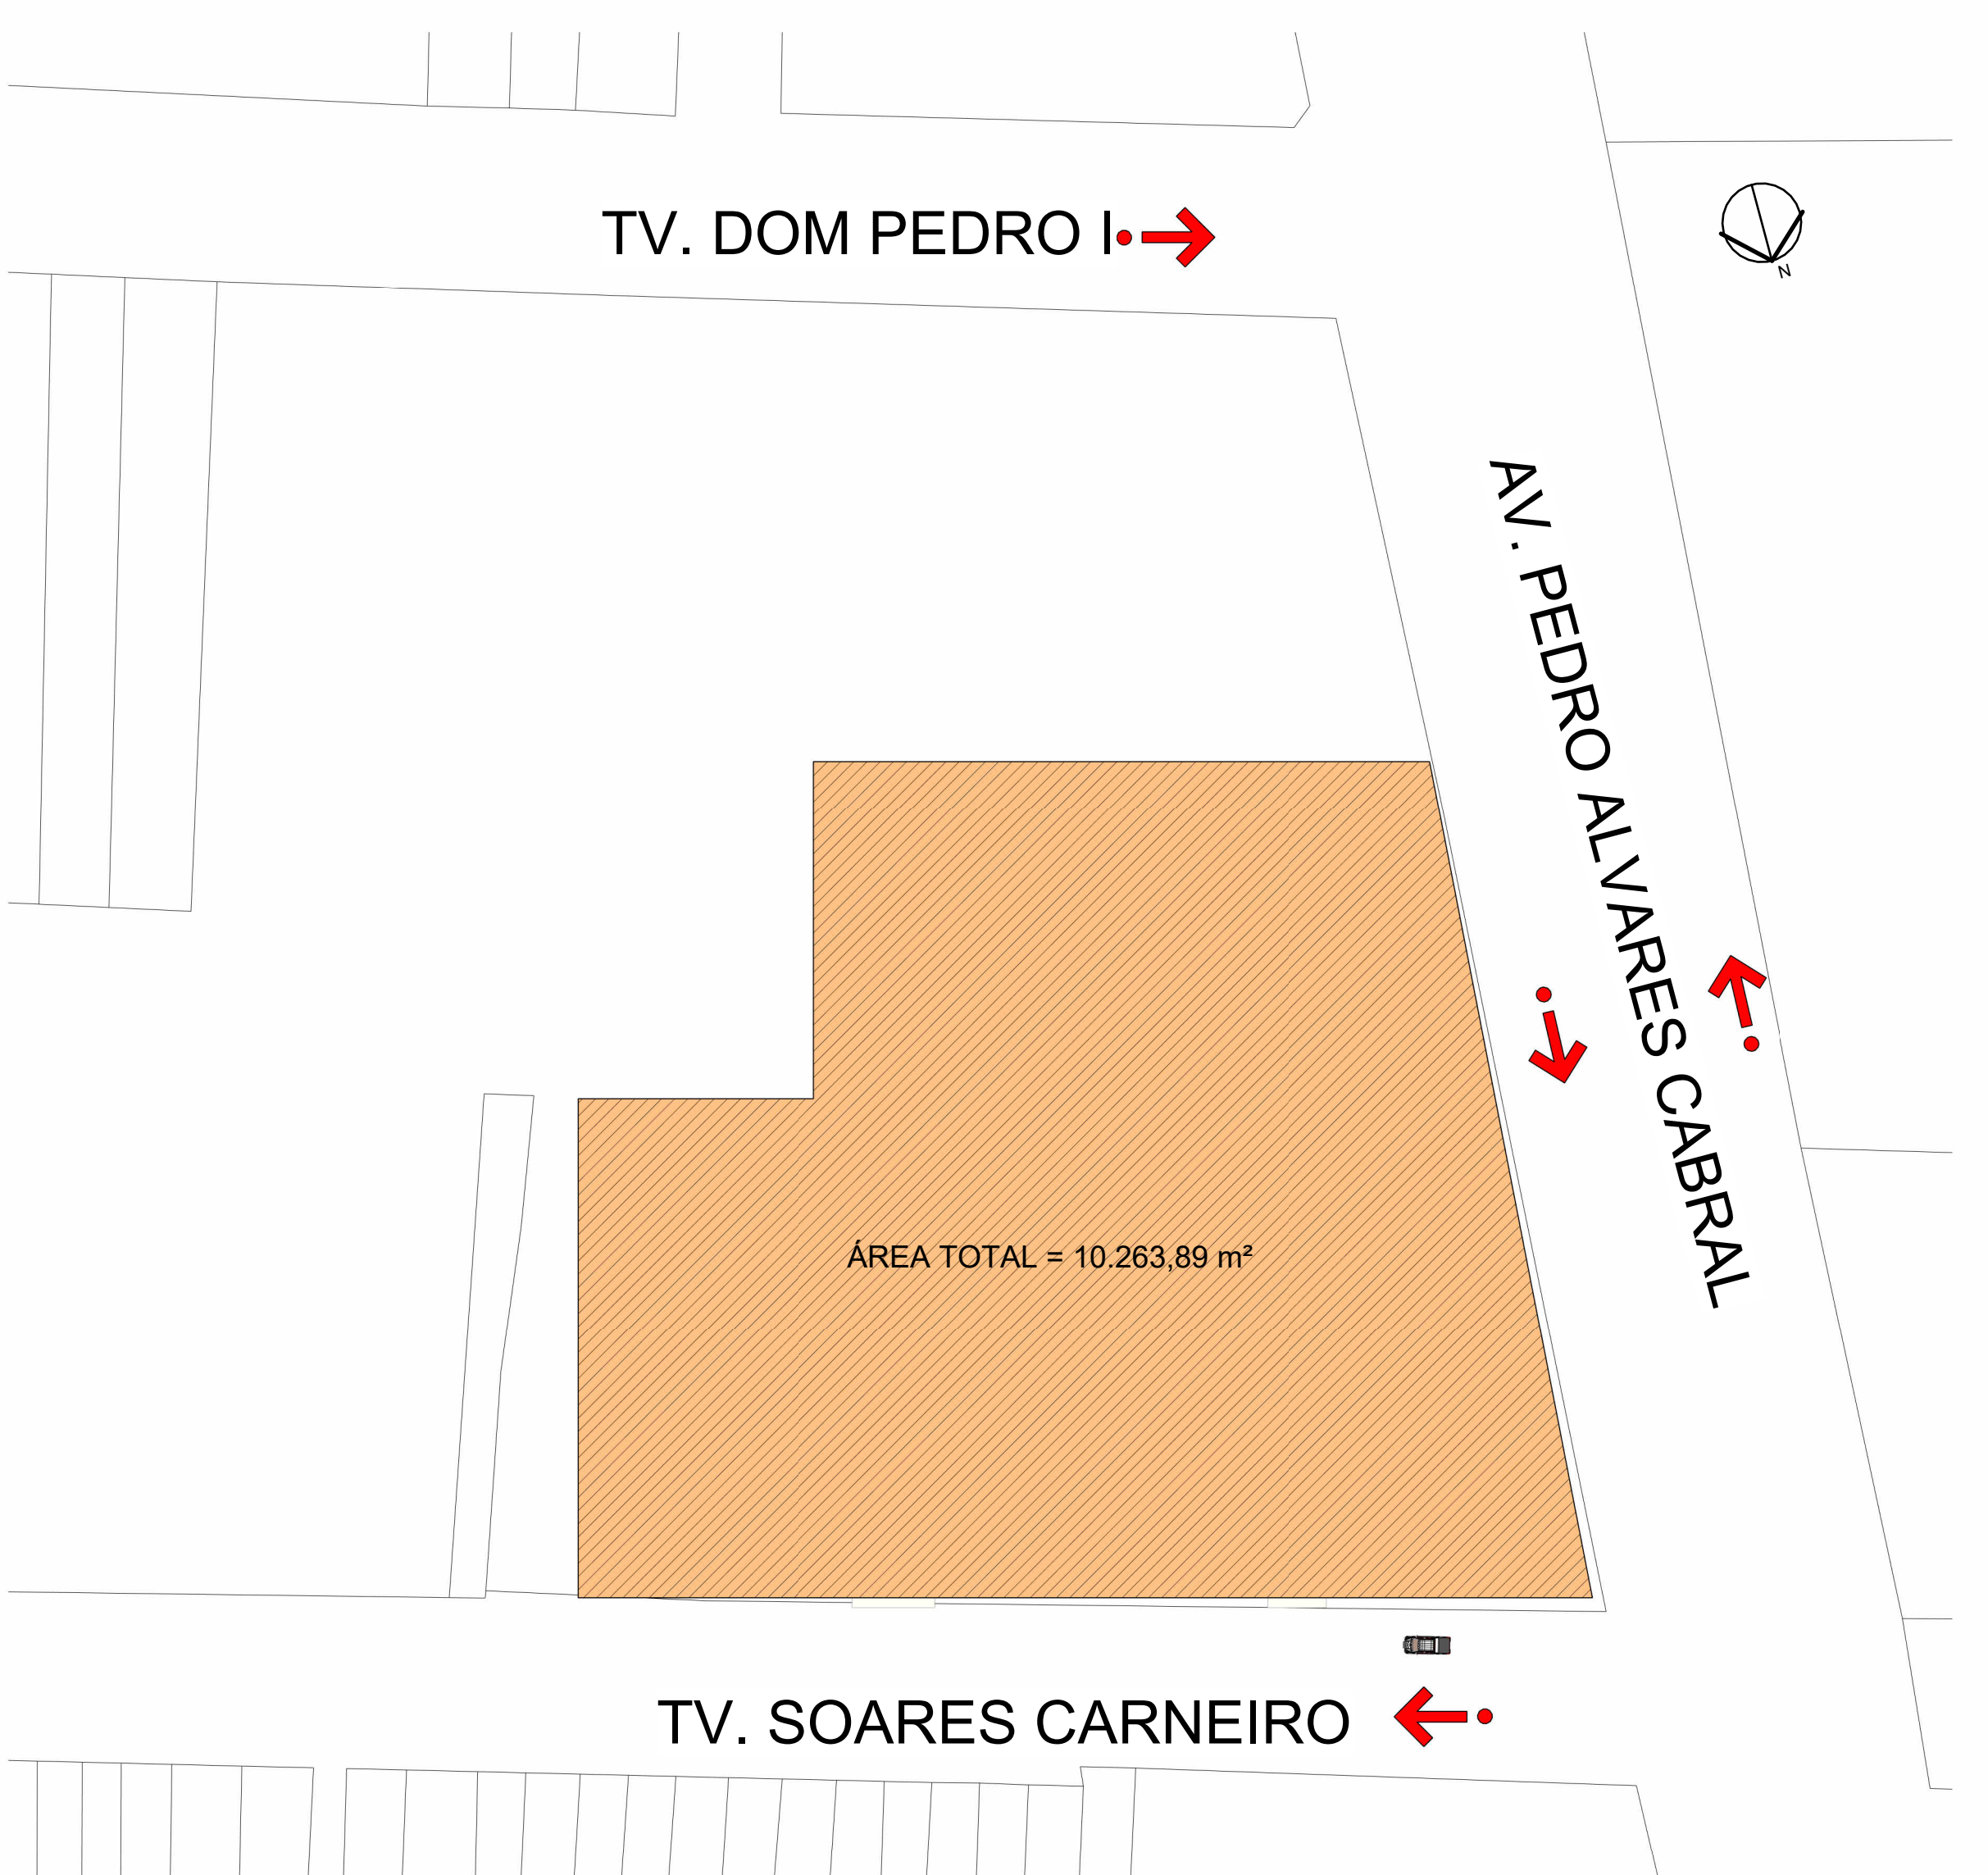 TV. DOM PEDRO I
N
AV. PEDRO ALVARES CABRAL
ÁREA TOTAL = 10.263,89 m²
TV. SOARES CARNEIRO